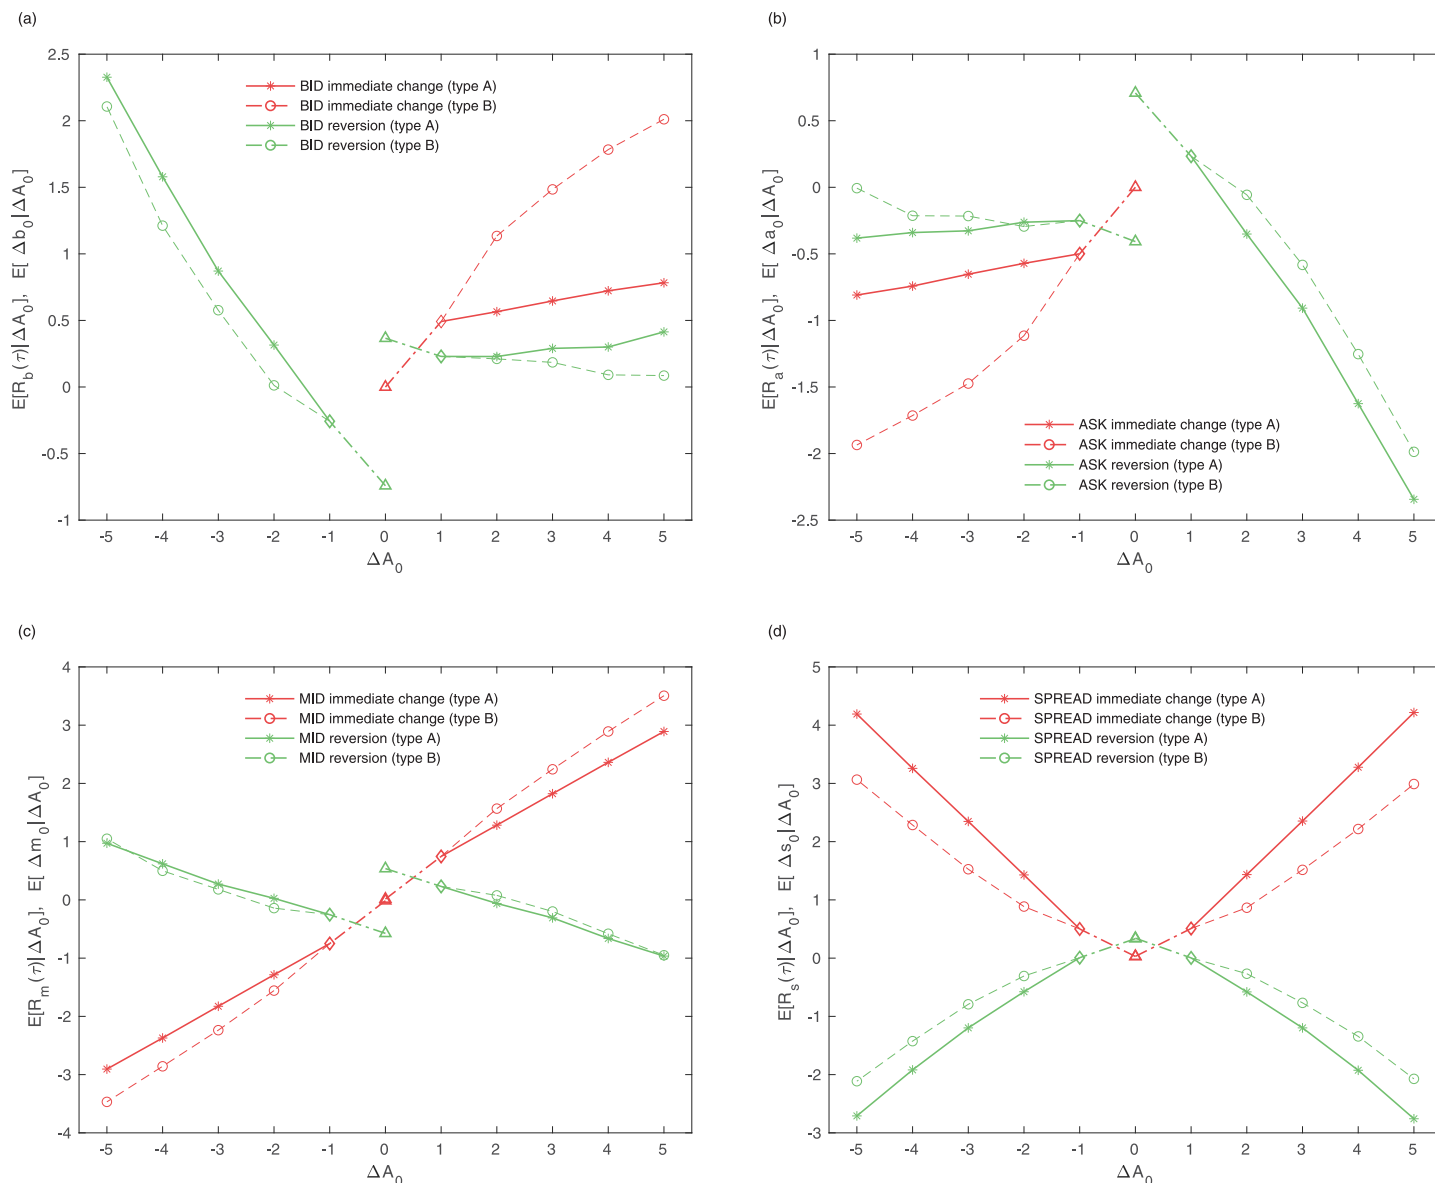 (a)
2.5
2
1.5
1
0.5
0
-0.5
-1
E[R_b(τ)|ΔA_0], E[Δb_0|ΔA_0]
BID immediate change (type A)
BID immediate change (type B)
BID reversion (type A)
BID reversion (type B)
-5 -4 -3 -2 -1 0 1 2 3 4 5
ΔA_0
(b)
1
0.5
0
-0.5
-1
-1.5
-2
-2.5
E[R_a(τ)|ΔA_0], E[Δa_0|ΔA_0]
ASK immediate change (type A)
ASK immediate change (type B)
ASK reversion (type A)
ASK reversion (type B)
-5 -4 -3 -2 -1 0 1 2 3 4 5
ΔA_0
(c)
4
3
2
1
0
-1
-2
-3
-4
E[R_m(τ)|ΔA_0], E[Δm_0|ΔA_0]
MID immediate change (type A)
MID immediate change (type B)
MID reversion (type A)
MID reversion (type B)
-5 -4 -3 -2 -1 0 1 2 3 4 5
ΔA_0
(d)
5
4
3
2
1
0
-1
-2
-3
E[R_s(τ)|ΔA_0], E[Δs_0|ΔA_0]
SPREAD immediate change (type A)
SPREAD immediate change (type B)
SPREAD reversion (type A)
SPREAD reversion (type B)
-5 -4 -3 -2 -1 0 1 2 3 4 5
ΔA_0